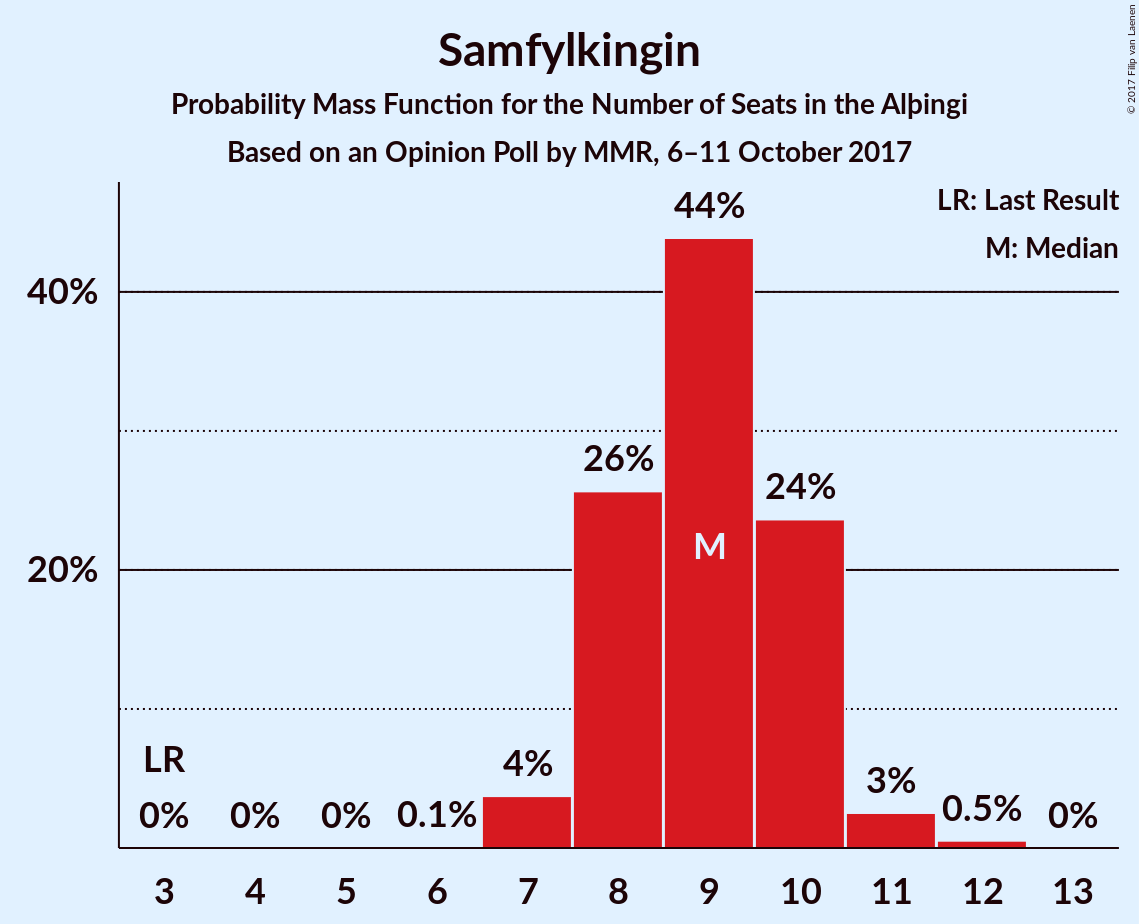 Samfylkingin
Probability Mass Function for the Number of Seats in the Alþingi
Based on an Opinion Poll by MMR, 6–11 October 2017
© 2017 Filip van Laenen
LR: Last Result
M: Median
44%
40%
26%
24%
M
20%
LR
4%
3%
0% 0% 0% 0.1% 0.5% 0%
3 4 5 6 7 8 9 10 11 12 13